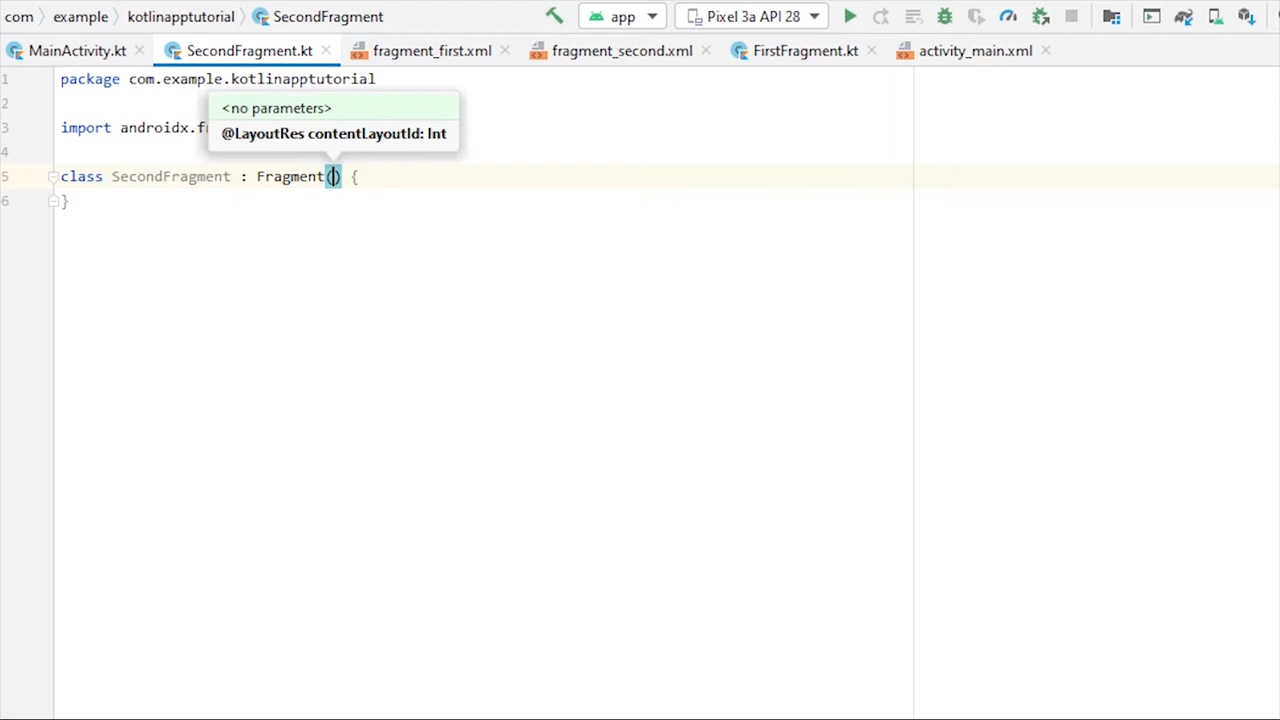 com example kotlinapptutorial SecondFragment app Pixel 3a API 28
MainActivity.kt SecondFragment.kt fragment_first.xml fragment_second.xml FirstFragment.kt activity_main.xml
1 package com.example.kotlinapptutorial
2
<no parameters>
3 import androidx.fr
@LayoutRes contentLayoutId: Int
4
5 class SecondFragment : Fragment() {
6 }